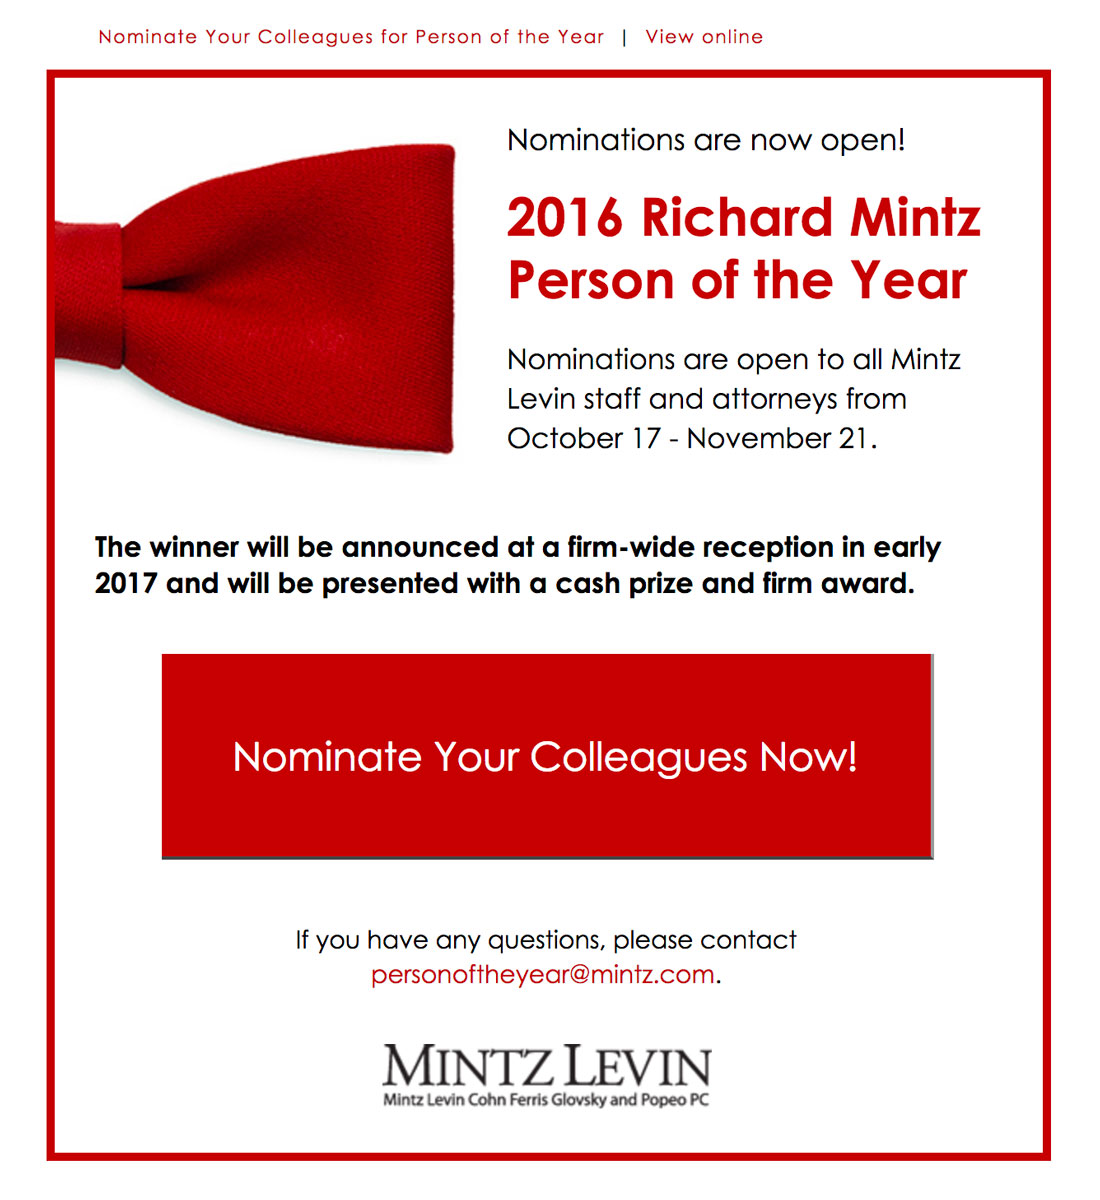 Nominate Your Colleagues for Person of the Year | View online
Nominations are now open!
2016 Richard Mintz
Person of the Year
Nominations are open to all Mintz
Levin staff and attorneys from
October 17 - November 21.
The winner will be announced at a firm-wide reception in early
2017 and will be presented with a cash prize and firm award.
Nominate Your Colleagues Now!
If you have any questions, please contact
personoftheyear@mintz.com.
MINTZ LEVIN
Mintz Levin Cohn Ferris Glovsky and Popeo PC